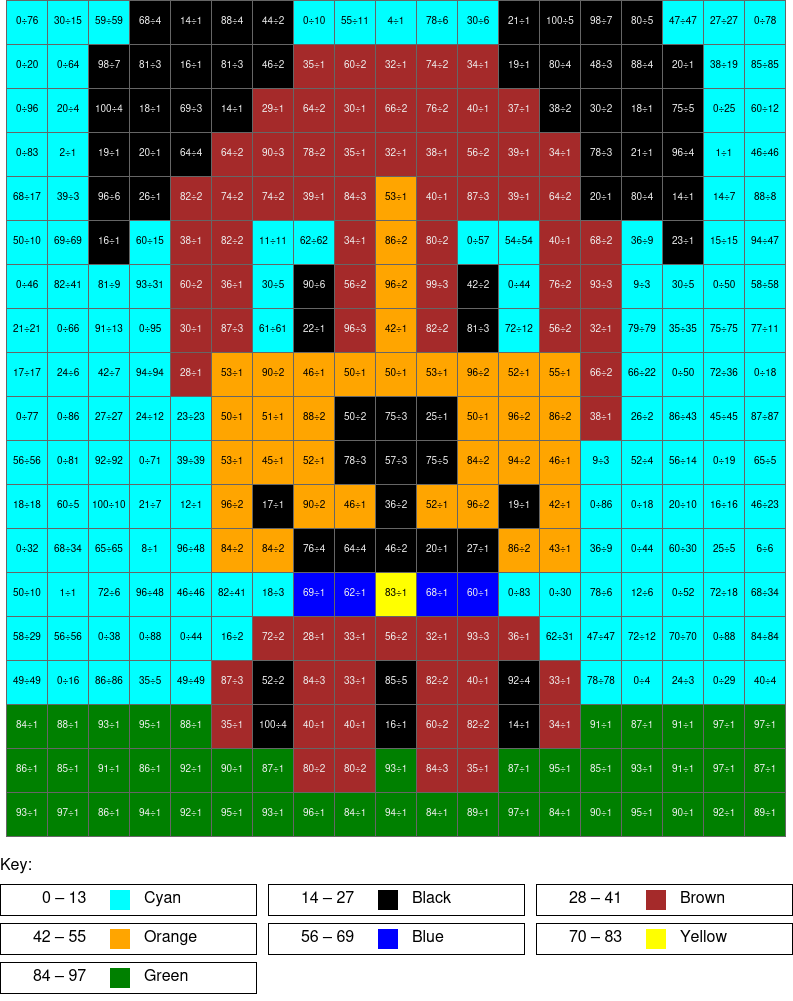 0÷76 30÷15 59÷59 68÷4 14÷1 88÷4 44÷2 0÷10 55÷11 4÷1 78÷6 30÷6 21÷1 100÷5 98÷7 80÷5 47÷47 27÷27 0÷78
0÷20 0÷64 98÷7 81÷3 16÷1 81÷3 46÷2 35÷1 60÷2 32÷1 74÷2 34÷1 19÷1 80÷4 48÷3 88÷4 20÷1 38÷19 85÷85
0÷96 20÷4 100÷4 18÷1 69÷3 14÷1 29÷1 64÷2 30÷1 66÷2 76÷2 40÷1 37÷1 38÷2 30÷2 18÷1 75÷5 0÷25 60÷12
0÷83 2÷1 19÷1 20÷1 64÷4 64÷2 90÷3 78÷2 35÷1 32÷1 38÷1 56÷2 39÷1 34÷1 78÷3 21÷1 96÷4 1÷1 46÷46
68÷17 39÷3 96÷6 26÷1 82÷2 74÷2 74÷2 39÷1 84÷3 53÷1 40÷1 87÷3 39÷1 64÷2 20÷1 80÷4 14÷1 14÷7 88÷8
50÷10 69÷69 16÷1 60÷15 38÷1 82÷2 11÷11 62÷62 34÷1 86÷2 80÷2 0÷57 54÷54 40÷1 68÷2 36÷9 23÷1 15÷15 94÷47
0÷46 82÷41 81÷9 93÷31 60÷2 36÷1 30÷5 90÷6 56÷2 96÷2 99÷3 42÷2 0÷44 76÷2 93÷3 9÷3 30÷5 0÷50 58÷58
21÷21 0÷66 91÷13 0÷95 30÷1 87÷3 61÷61 22÷1 96÷3 42÷1 82÷2 81÷3 72÷12 56÷2 32÷1 79÷79 35÷35 75÷75 77÷11
17÷17 24÷6 42÷7 94÷94 28÷1 53÷1 90÷2 46÷1 50÷1 50÷1 53÷1 96÷2 52÷1 55÷1 66÷2 66÷22 0÷50 72÷36 0÷18
0÷77 0÷86 27÷27 24÷12 23÷23 50÷1 51÷1 88÷2 50÷2 75÷3 25÷1 50÷1 96÷2 86÷2 38÷1 26÷2 86÷43 45÷45 87÷87
56÷56 0÷81 92÷92 0÷71 39÷39 53÷1 45÷1 52÷1 78÷3 57÷3 75÷5 84÷2 94÷2 46÷1 9÷3 52÷4 56÷14 0÷19 65÷5
18÷18 60÷5 100÷10 21÷7 12÷1 96÷2 17÷1 90÷2 46÷1 36÷2 52÷1 96÷2 19÷1 42÷1 0÷86 0÷18 20÷10 16÷16 46÷23
0÷32 68÷34 65÷65 8÷1 96÷48 84÷2 84÷2 76÷4 64÷4 46÷2 20÷1 27÷1 86÷2 43÷1 36÷9 0÷44 60÷30 25÷5 6÷6
50÷10 1÷1 72÷6 96÷48 46÷46 82÷41 18÷3 69÷1 62÷1 83÷1 68÷1 60÷1 0÷83 0÷30 78÷6 12÷6 0÷52 72÷18 68÷34
58÷29 56÷56 0÷38 0÷88 0÷44 16÷2 72÷2 28÷1 33÷1 56÷2 32÷1 93÷3 36÷1 62÷31 47÷47 72÷12 70÷70 0÷88 84÷84
49÷49 0÷16 86÷86 35÷5 49÷49 87÷3 52÷2 84÷3 33÷1 85÷5 82÷2 40÷1 92÷4 33÷1 78÷78 0÷4 24÷3 0÷29 40÷4
84÷1 88÷1 93÷1 95÷1 88÷1 35÷1 100÷4 40÷1 40÷1 16÷1 60÷2 82÷2 14÷1 34÷1 91÷1 87÷1 91÷1 97÷1 97÷1
86÷1 85÷1 91÷1 86÷1 92÷1 90÷1 87÷1 80÷2 80÷2 93÷1 84÷3 35÷1 87÷1 95÷1 85÷1 93÷1 91÷1 97÷1 87÷1
93÷1 97÷1 86÷1 94÷1 92÷1 95÷1 93÷1 96÷1 84÷1 94÷1 84÷1 89÷1 97÷1 84÷1 90÷1 95÷1 90÷1 92÷1 89÷1
Key:
0 – 13 Cyan 14 – 27 Black 28 – 41 Brown
42 – 55 Orange 56 – 69 Blue 70 – 83 Yellow
84 – 97 Green